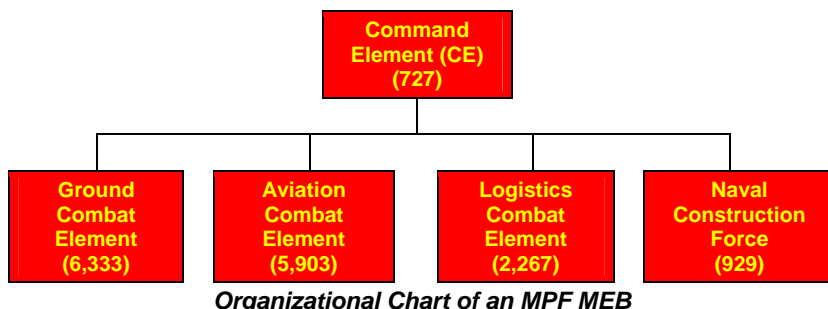 Command
Element (CE)
(727)
Ground
Combat
Element
(6,333)
Aviation
Combat
Element
(5,903)
Logistics
Combat
Element
(2,267)
Naval
Construction
Force
(929)
Organizational Chart of an MPF MEB